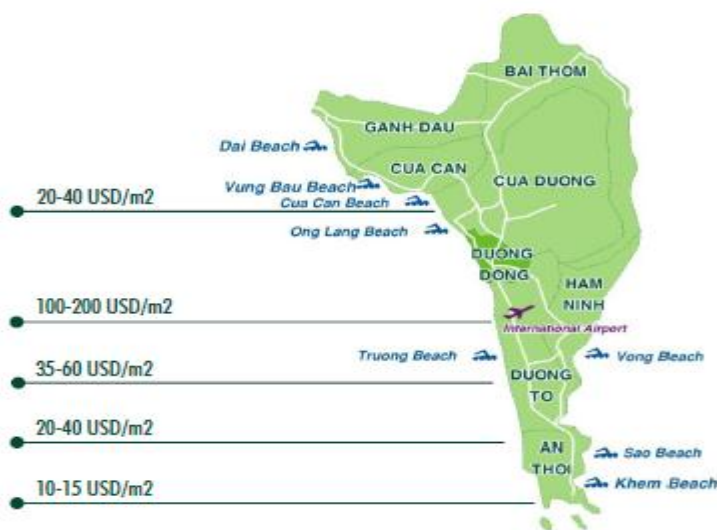 BAI THOM
GANH DAU
Dai Beach
CUA CAN
CUA DUONG
Vung Bau Beach
20-40 USD/m2
Cua Can Beach
Ong Lang Beach
DUONG
DONG
HAM
NINH
100-200 USD/m2
International Airport
Truong Beach
Vong Beach
35-60 USD/m2
DUONG
TO
20-40 USD/m2
AN
THOI
Sao Beach
Khem Beach
10-15 USD/m2